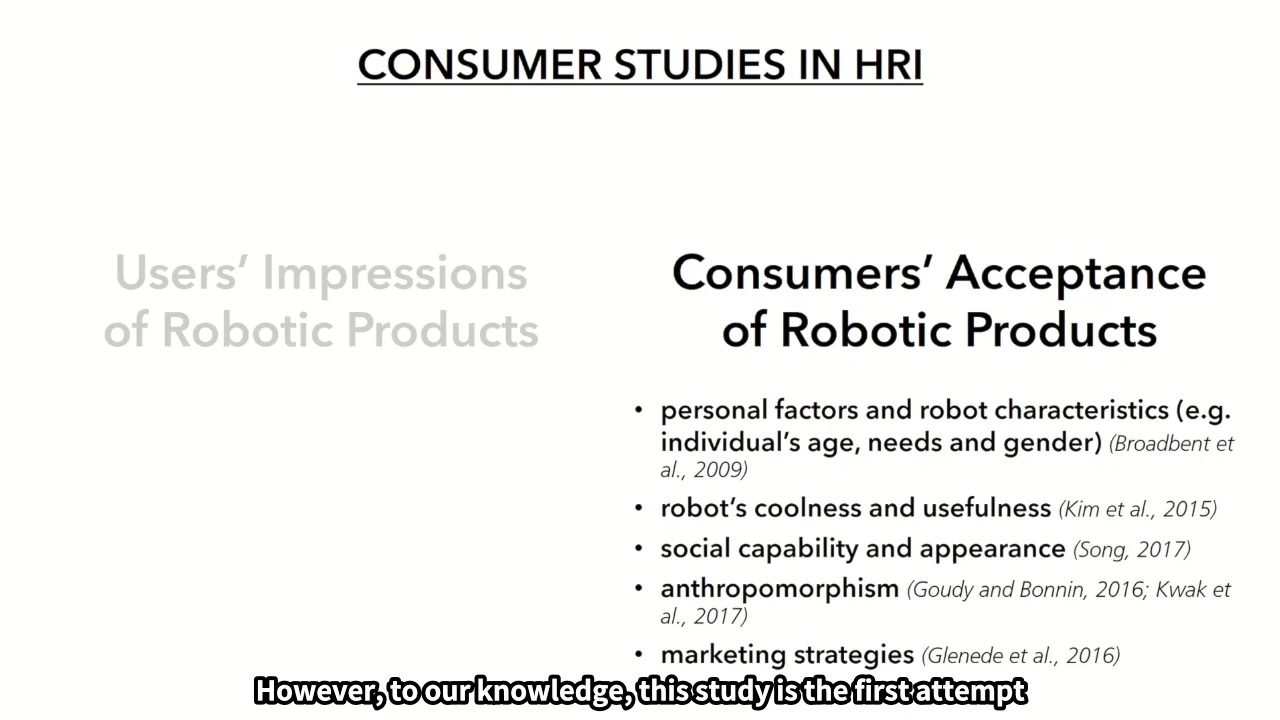 CONSUMER STUDIES IN HRI
Users’ Impressions
of Robotic Products
Consumers’ Acceptance
of Robotic Products
• personal factors and robot characteristics (e.g.
individual’s age, needs and gender) (Broadbent et
al., 2009)
• robot’s coolness and usefulness (Kim et al., 2015)
• social capability and appearance (Song, 2017)
• anthropomorphism (Goudy and Bonnin, 2016; Kwak et
al., 2017)
• marketing strategies (Glenede et al., 2016)
However, to our knowledge, this study is the first attempt